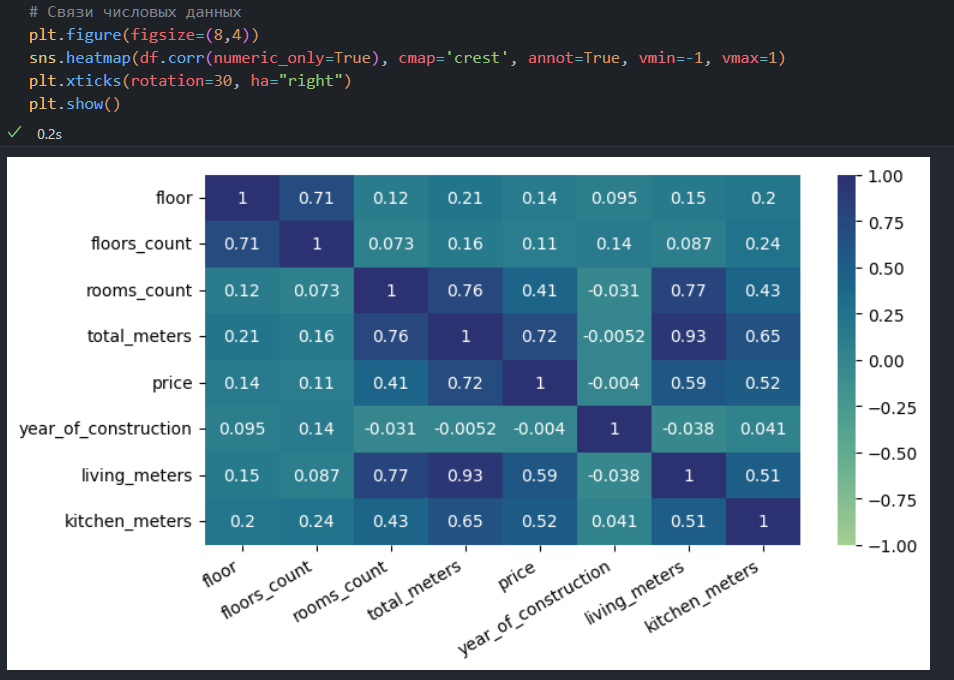 # Связи числовых данных
plt.figure(figsize=(8,4))
sns.heatmap(df.corr(numeric_only=True), cmap='crest', annot=True, vmin=-1, vmax=1)
plt.xticks(rotation=30, ha="right")
plt.show()
0.2s
floor 1 0.71 0.12 0.21 0.14 0.095 0.15 0.2
floors_count 0.71 1 0.073 0.16 0.11 0.14 0.087 0.24
rooms_count 0.12 0.073 1 0.76 0.41 -0.031 0.77 0.43
total_meters 0.21 0.16 0.76 1 0.72 -0.0052 0.93 0.65
price 0.14 0.11 0.41 0.72 1 -0.004 0.59 0.52
year_of_construction 0.095 0.14 -0.031 -0.0052 -0.004 1 -0.038 0.041
living_meters 0.15 0.087 0.77 0.93 0.59 -0.038 1 0.51
kitchen_meters 0.2 0.24 0.43 0.65 0.52 0.041 0.51 1
floor floors_count rooms_count total_meters price year_of_construction living_meters kitchen_meters
1.00
0.75
0.50
0.25
0.00
−0.25
−0.50
−0.75
−1.00